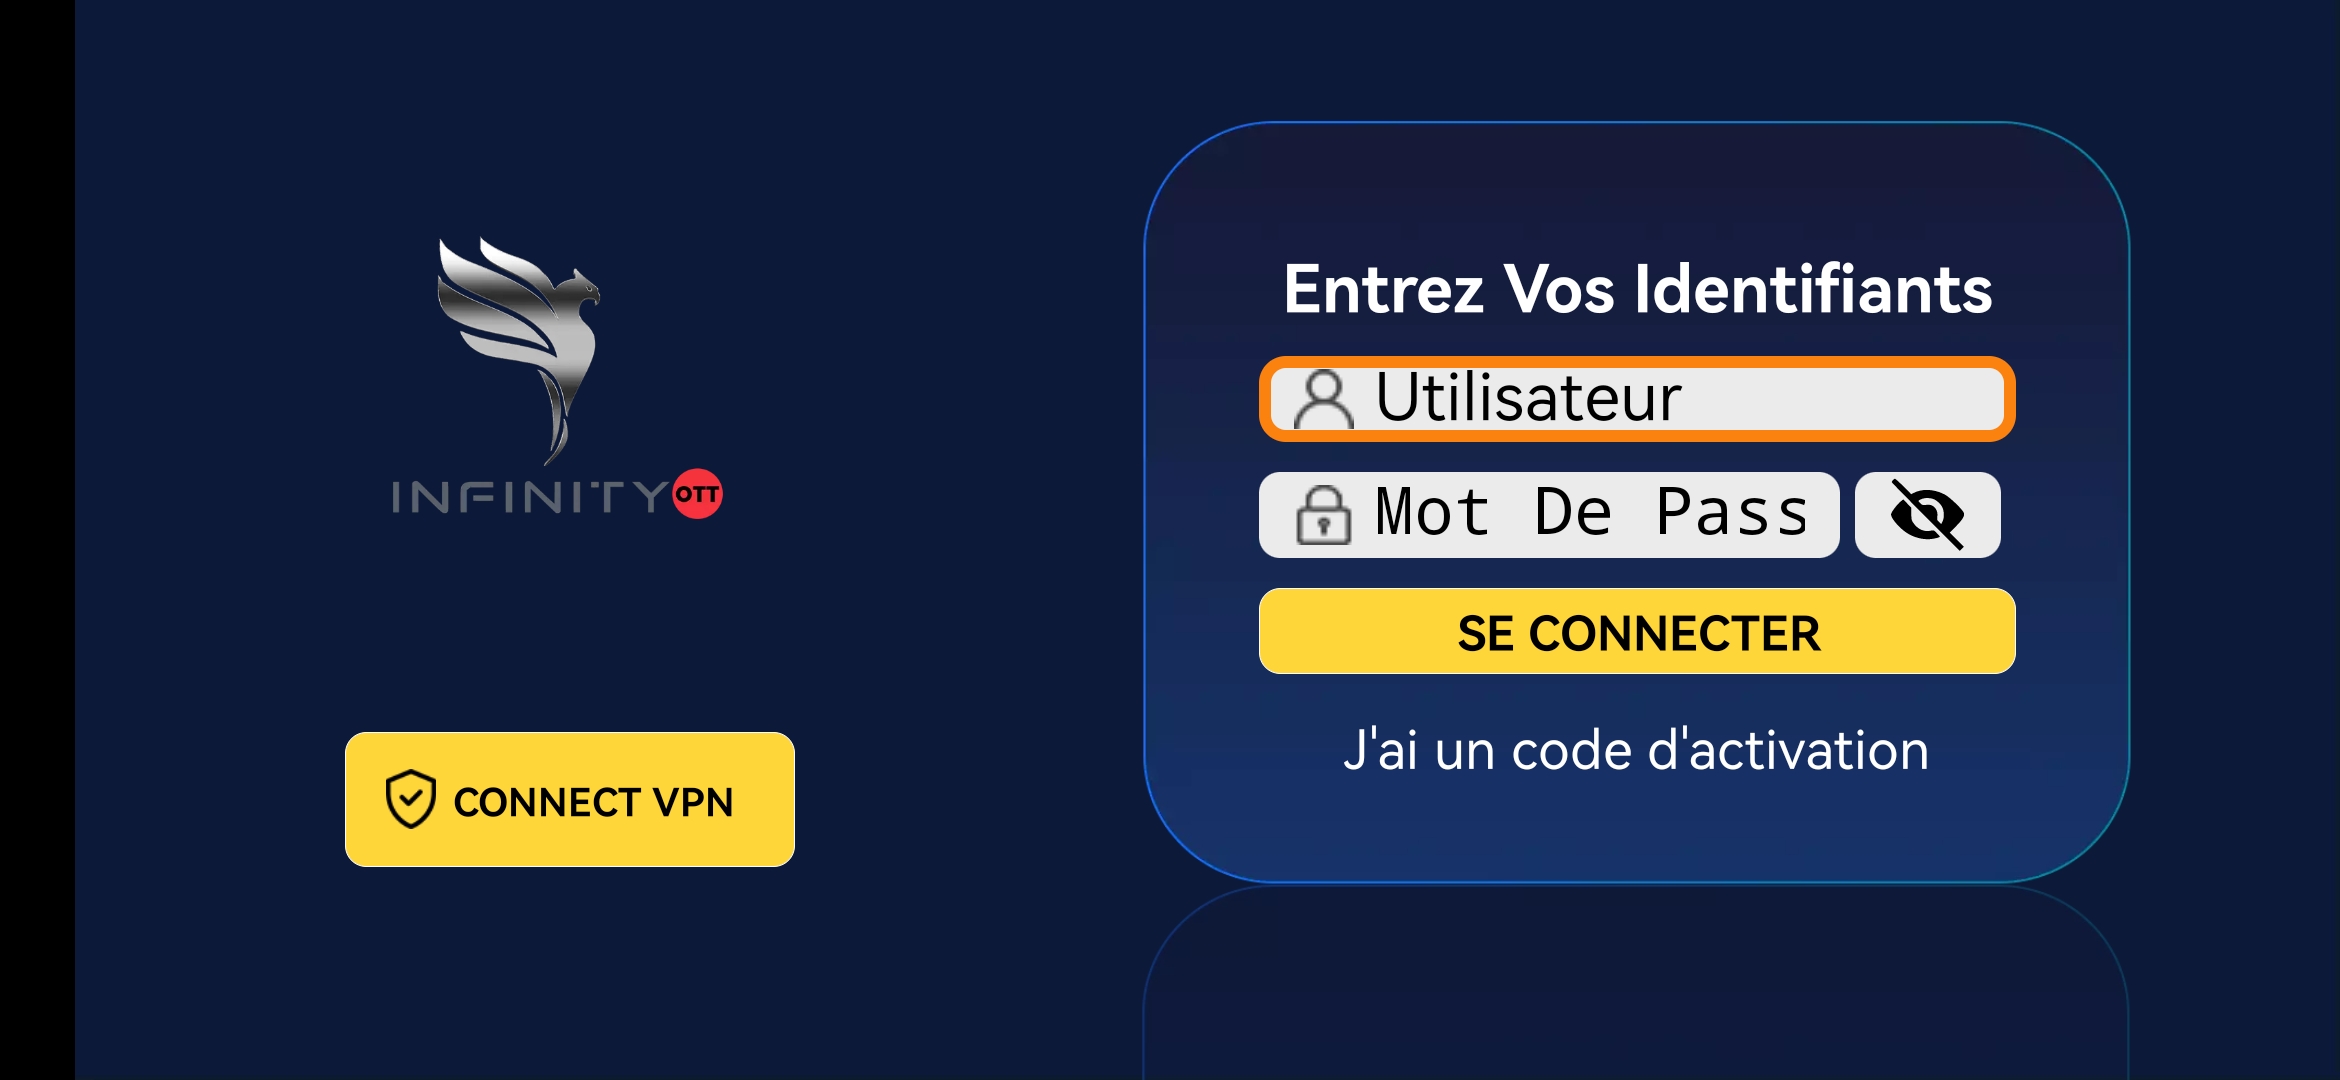 INFINITY OTT
CONNECT VPN
Entrez Vos Identifiants
Utilisateur
Mot De Pass
SE CONNECTER
J'ai un code d'activation